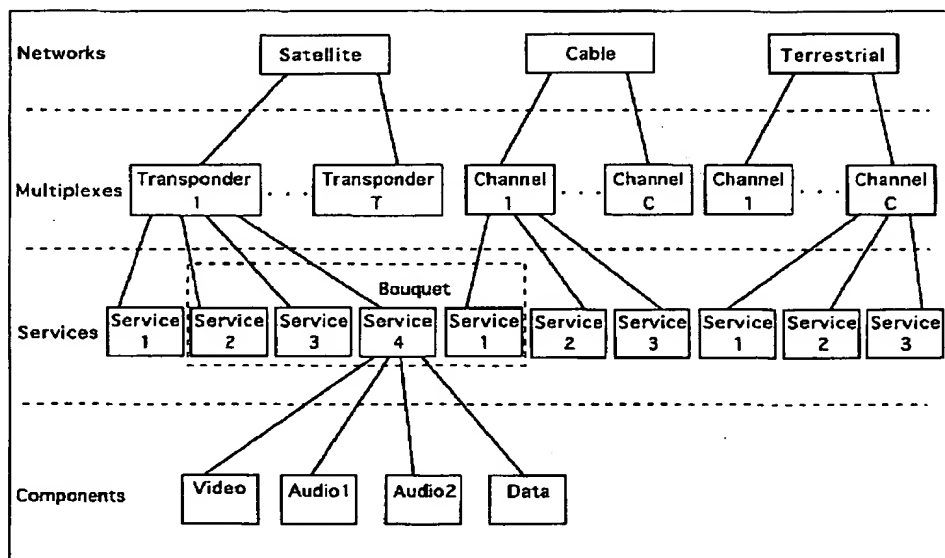 Networks
Satellite
Cable
Terrestrial
Multiplexes
Transponder
1
. . .
Transponder
T
Channel
1
. . .
Channel
C
Channel
1
. . .
Channel
C
Bouquet
Services
Service
1
Service
2
Service
3
Service
4
Service
1
Service
2
Service
3
Service
1
Service
2
Service
3
Components
Video
Audio1
Audio2
Data